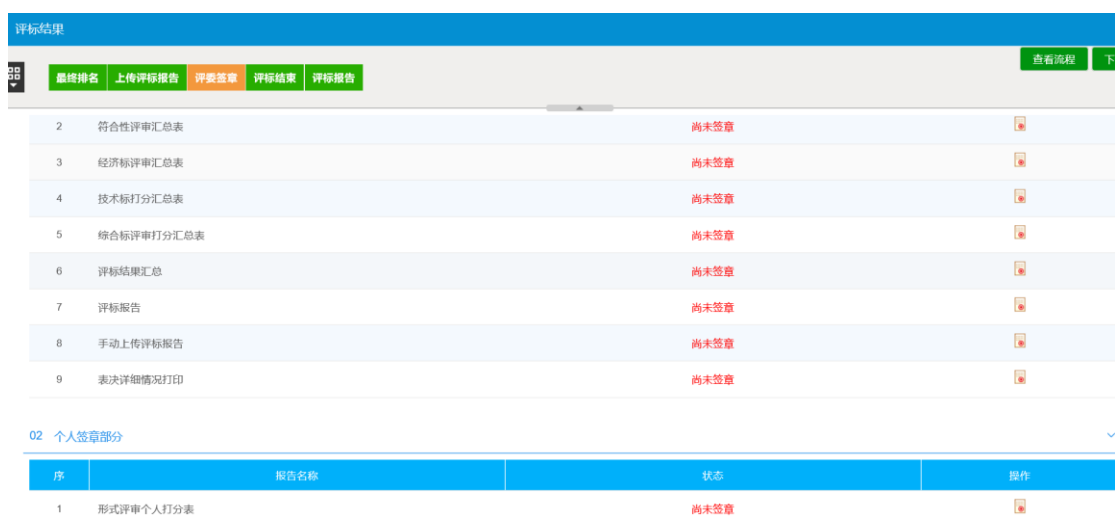 评标结果
查看流程 下
最终排名 上传评标报告 评委签章 评标结束 评标报告
2 符合性评审汇总表 尚未签章
3 经济标评审汇总表 尚未签章
4 技术标打分汇总表 尚未签章
5 综合标评审打分汇总表 尚未签章
6 评标结果汇总 尚未签章
7 评标报告 尚未签章
8 手动上传评标报告 尚未签章
9 表决详细情况打印 尚未签章
02 个人签章部分
序 报告名称 状态 操作
1 形式评审个人打分表 尚未签章